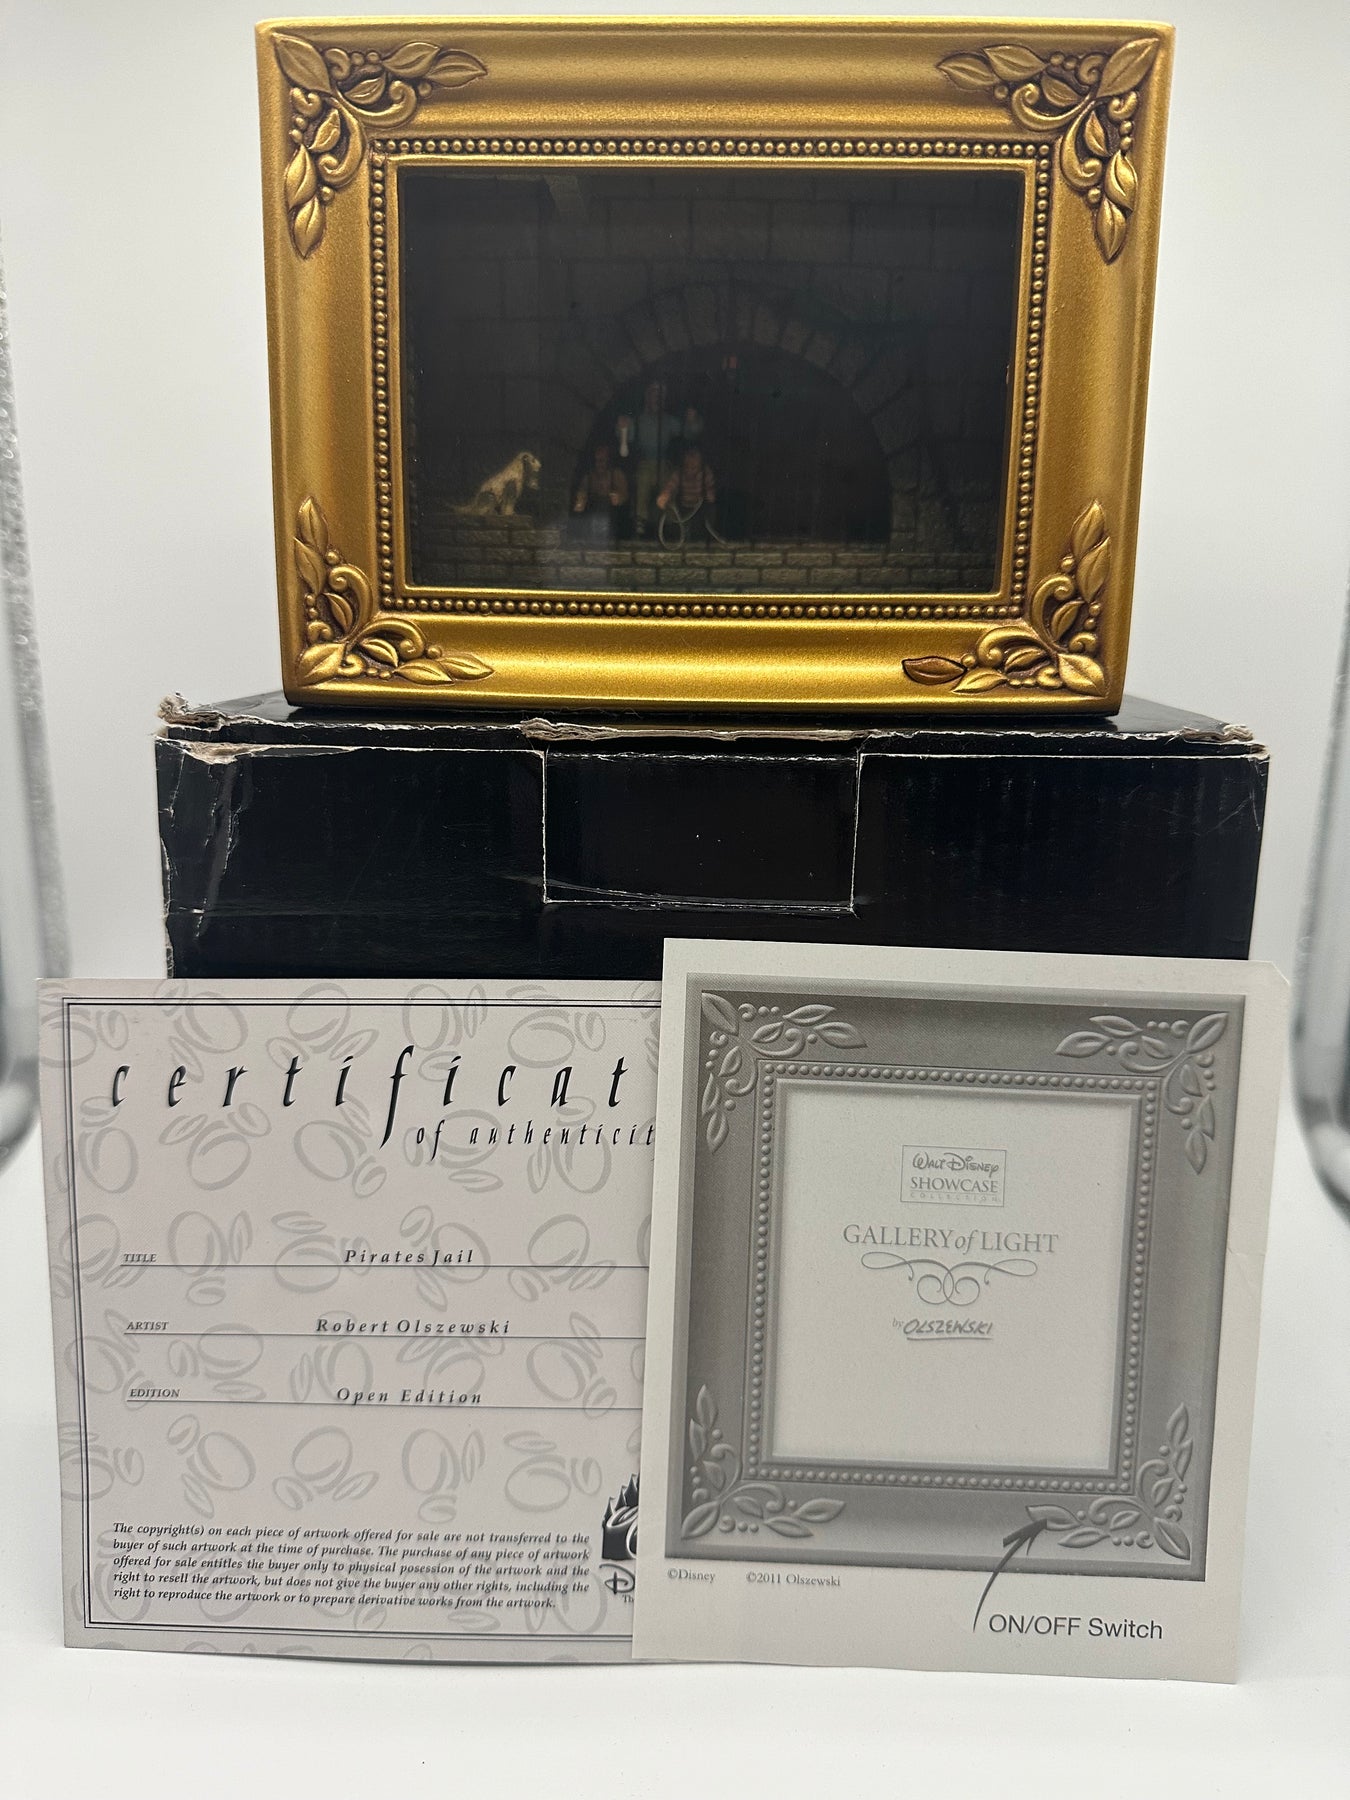 certificat
of authenticit
TITLE Pirates Jail
ARTIST Robert Olszewski
EDITION Open Edition
The copyright(s) on each piece of artwork offered for sale are not transferred to the
buyer of such artwork at the time of purchase. The purchase of any piece of artwork
offered for sale entitles the buyer only to physical posession of the artwork and the
right to resell the artwork, but does not give the buyer any other rights, including the
right to reproduce the artwork or to prepare derivative works from the artwork.
D
Th
WALT DISNEY
SHOWCASE
COLLECTION
GALLERY of LIGHT
by OLSZEWSKI
©Disney ©2011 Olszewski
ON/OFF Switch